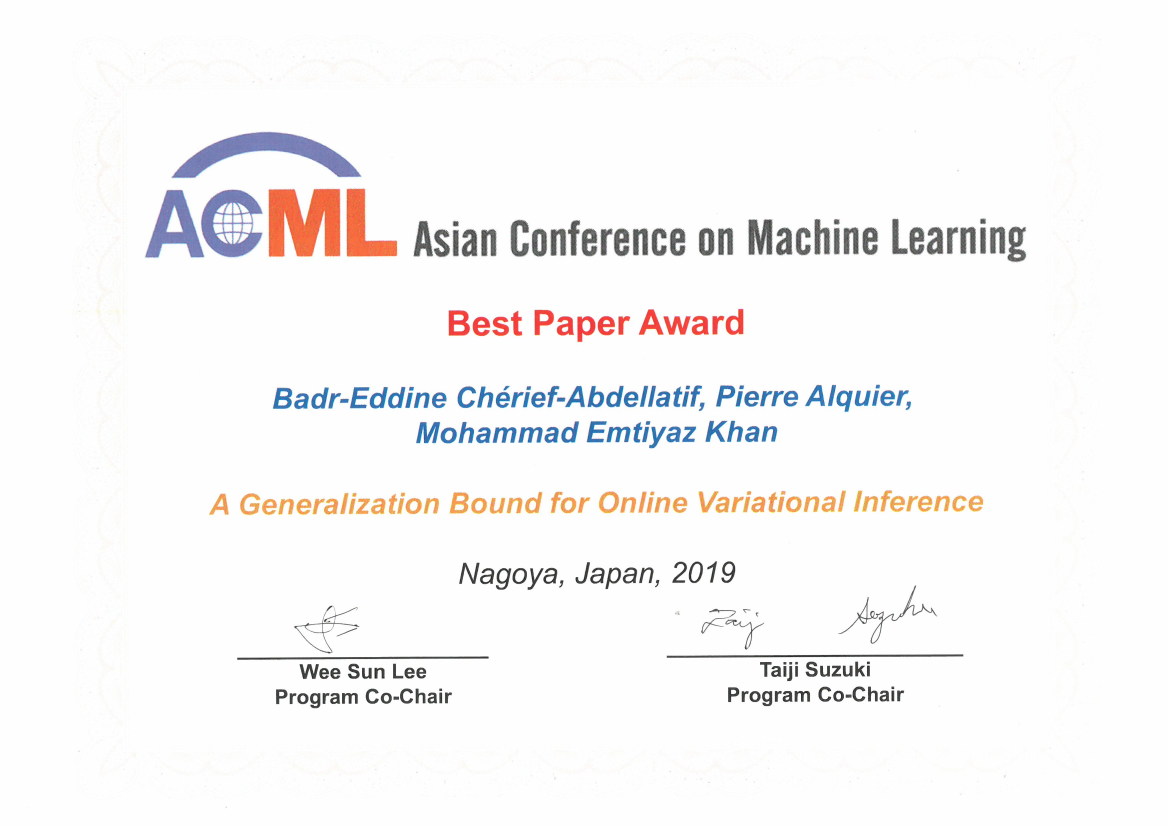 ACML Asian Conference on Machine Learning
Best Paper Award
Badr-Eddine Chérief-Abdellatif, Pierre Alquier,
Mohammad Emtiyaz Khan
A Generalization Bound for Online Variational Inference
Nagoya, Japan, 2019
Taiji Suzuki
Wee Sun Lee
Program Co-Chair
Taiji Suzuki
Program Co-Chair